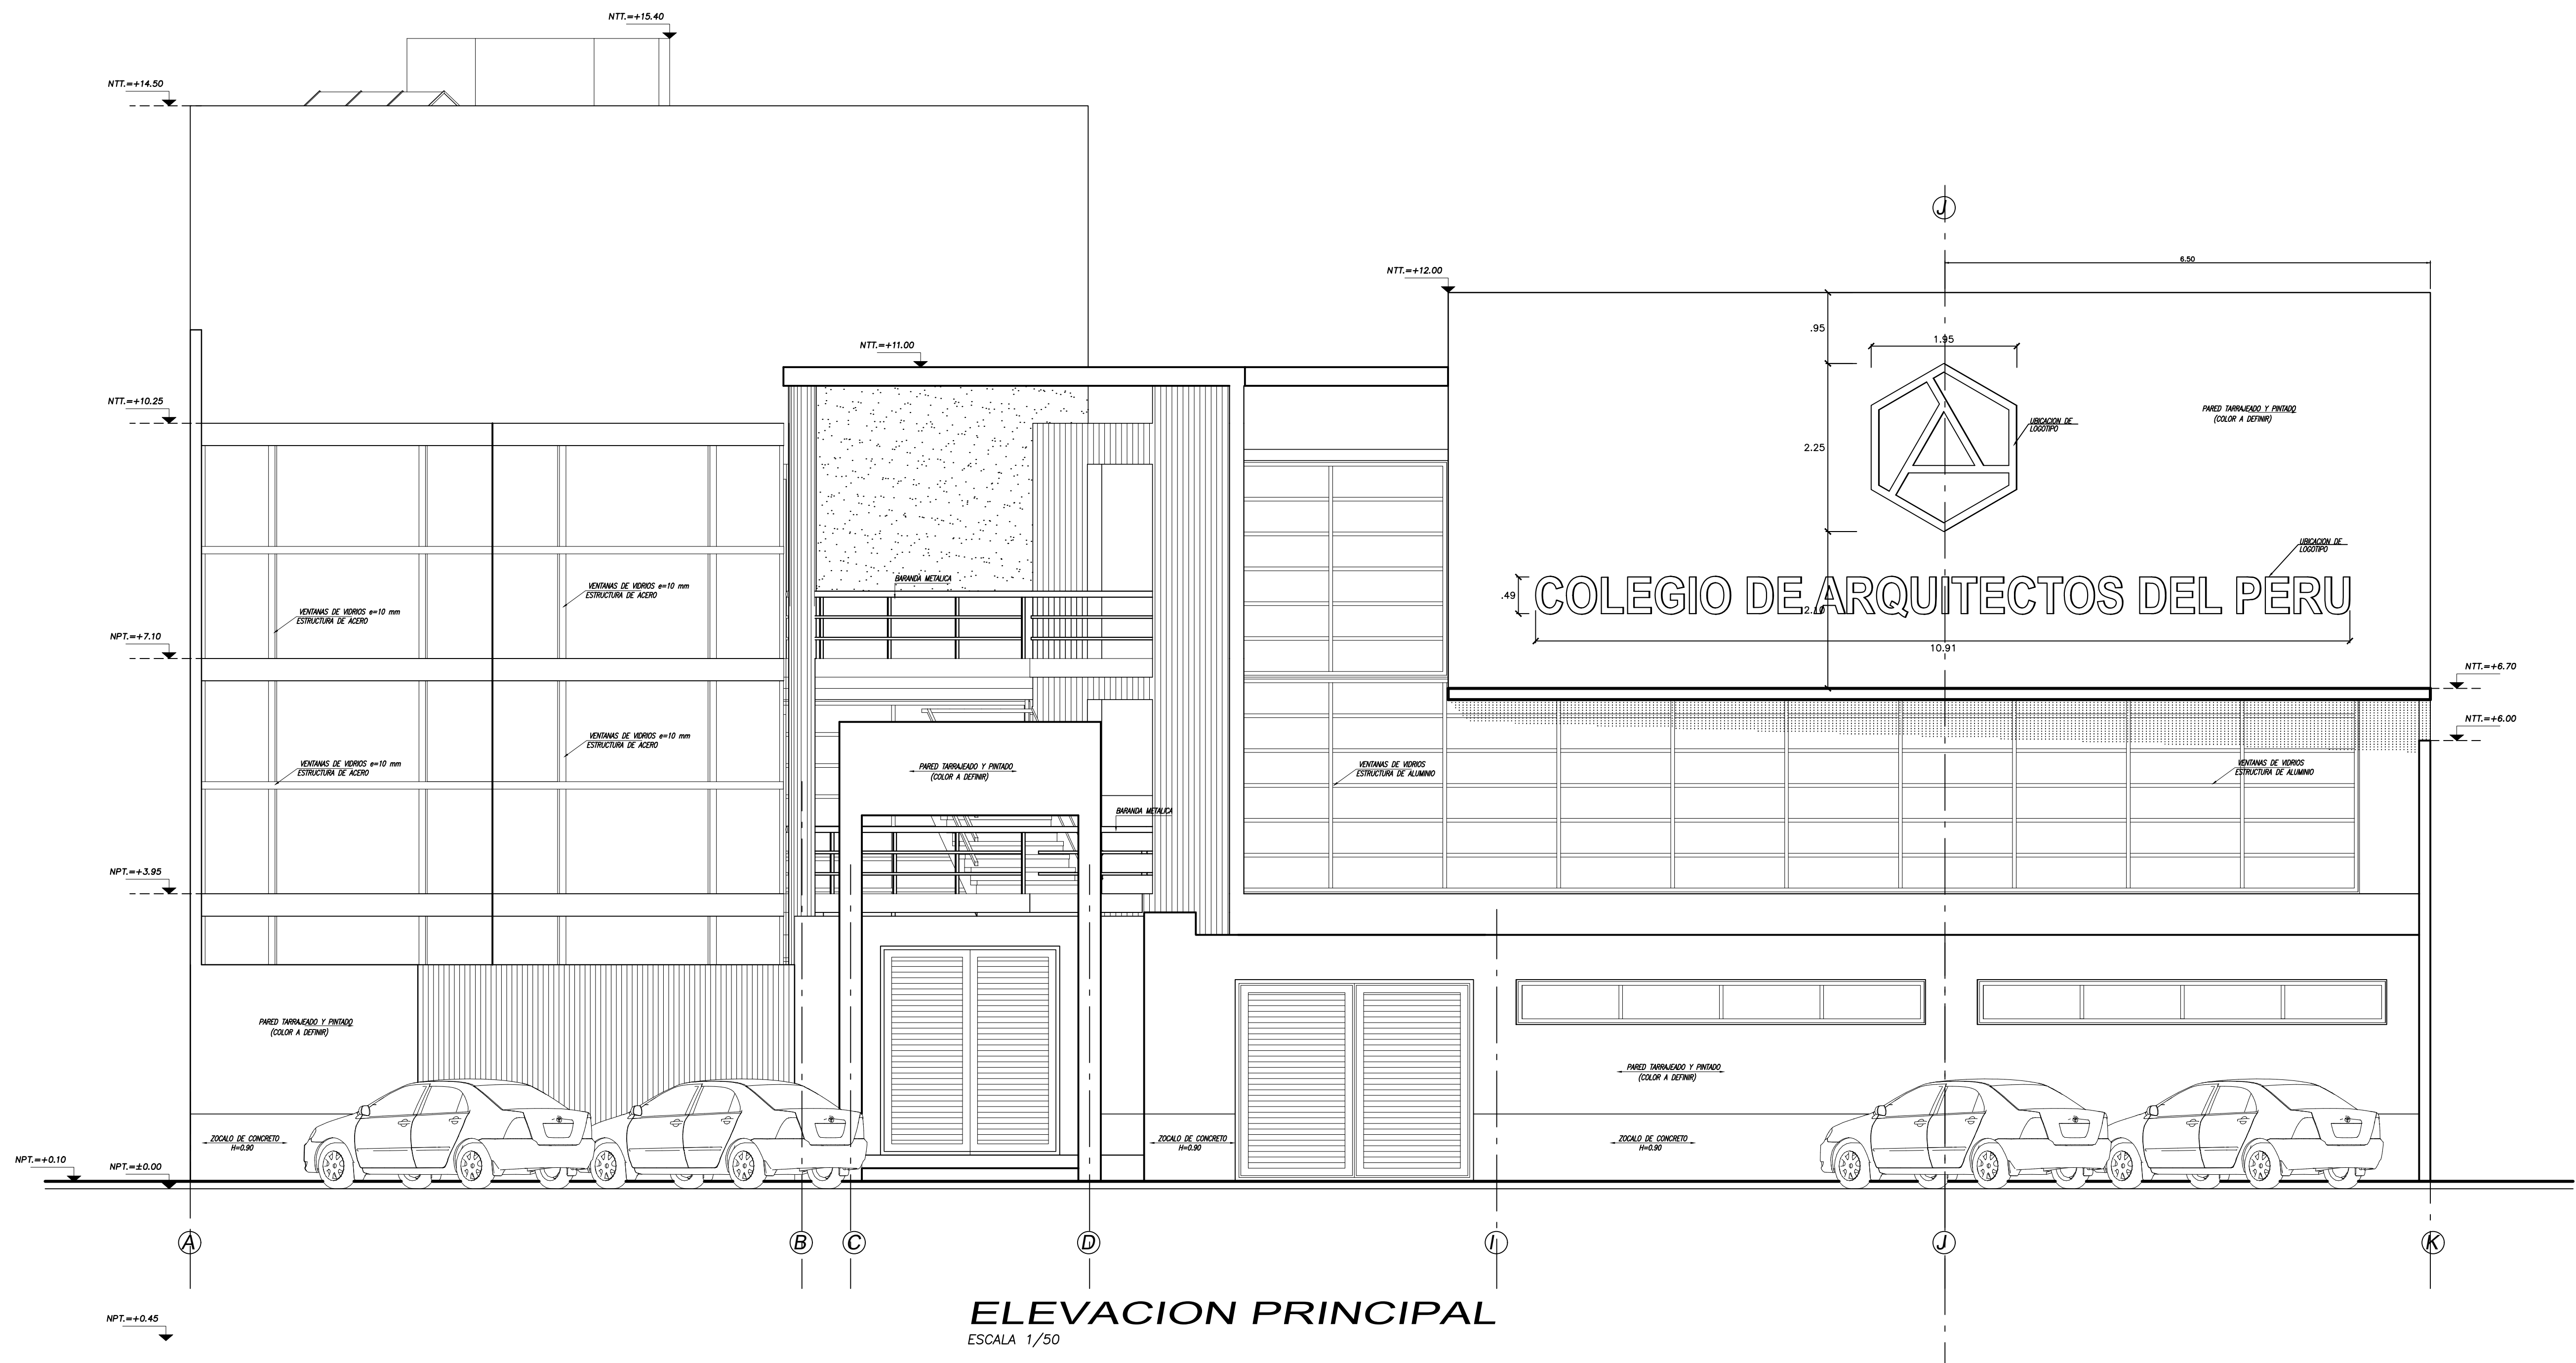 NTT.=+15.40
NTT.=+14.50
J
6.50
NTT.=+12.00
.95
1.95
NTT.=+11.00
NTT.=+10.25
PARED TARRAJEADO Y PINTADO
(COLOR A DEFINIR)
UBICACION DE
LOGOTIPO
2.25
UBICACION DE
LOGOTIPO
BARANDA METALICA
VENTANAS DE VIDRIOS e=10 mm
ESTRUCTURA DE ACERO
VENTANAS DE VIDRIOS e=10 mm
ESTRUCTURA DE ACERO
.49
COLEGIO DE ARQUITECTOS DEL PERU
2.10
10.91
NPT.=+7.10
NTT.=+6.70
NTT.=+6.00
VENTANAS DE VIDRIOS e=10 mm
ESTRUCTURA DE ACERO
VENTANAS DE VIDRIOS e=10 mm
ESTRUCTURA DE ACERO
PARED TARRAJEADO Y PINTADO
(COLOR A DEFINIR)
VENTANAS DE VIDRIOS
ESTRUCTURA DE ALUMINIO
VENTANAS DE VIDRIOS
ESTRUCTURA DE ALUMINIO
BARANDA METALICA
NPT.=+3.95
PARED TARRAJEADO Y PINTADO
(COLOR A DEFINIR)
PARED TARRAJEADO Y PINTADO
(COLOR A DEFINIR)
ZOCALO DE CONCRETO
H=0.90
ZOCALO DE CONCRETO
H=0.90
ZOCALO DE CONCRETO
H=0.90
NPT.=+0.10
NPT.=±0.00
A B C D I J K
ELEVACION PRINCIPAL
NPT.=+0.45
ESCALA 1/50